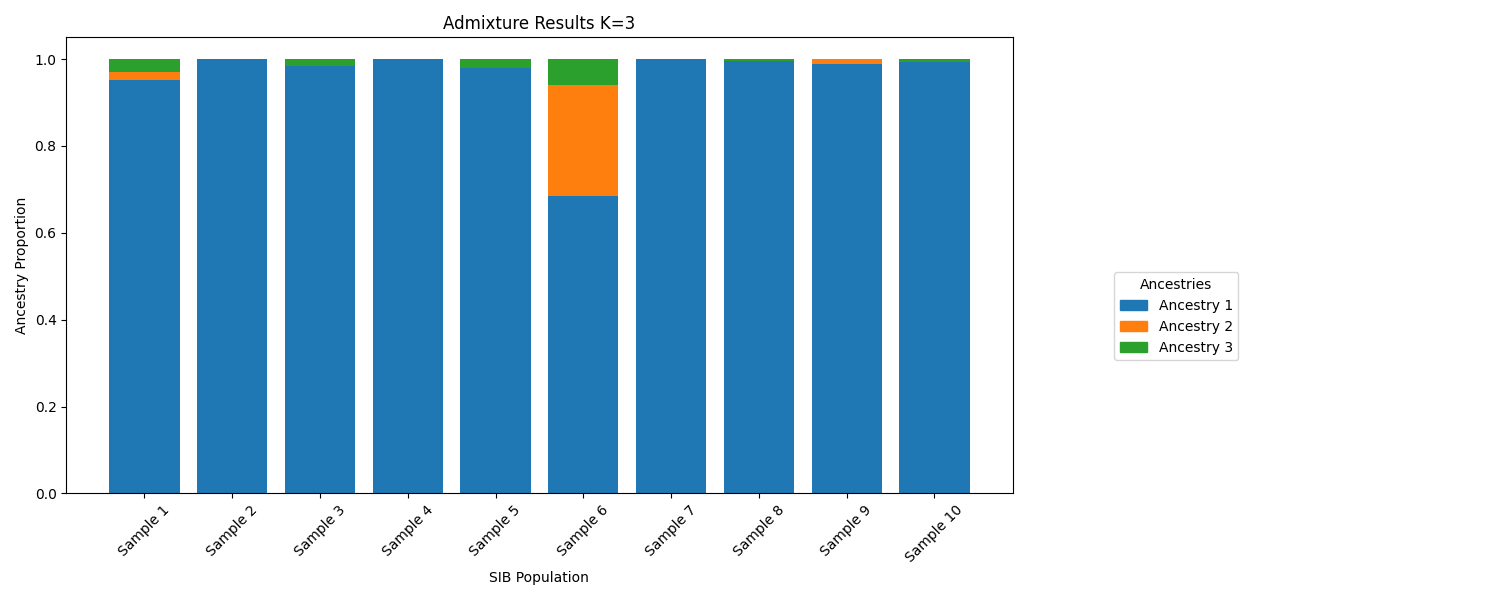 Admixture Results K=3
Ancestry Proportion
1.0
0.8
0.6
0.4
0.2
0.0
Sample 1
Sample 2
Sample 3
Sample 4
Sample 5
Sample 6
Sample 7
Sample 8
Sample 9
Sample 10
SIB Population
Ancestries
Ancestry 1
Ancestry 2
Ancestry 3